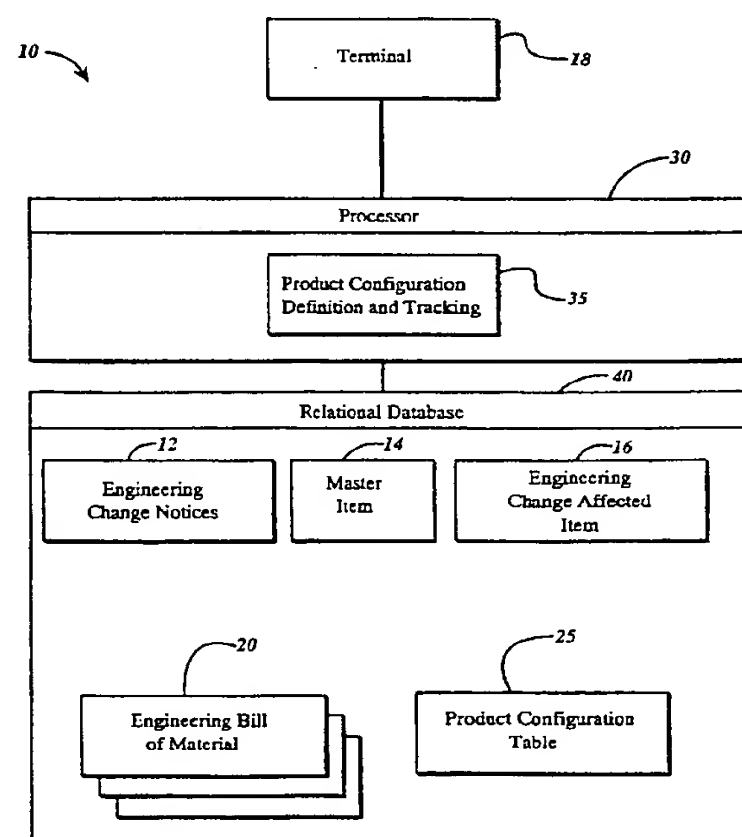 10
Terminal
18
30
Processor
Product Configuration
Definition and Tracking
35
40
Relational Database
12
14
16
Engineering
Change Notices
Master
Item
Engineering
Change Affected
Item
20
25
Engineering Bill
of Material
Product Configuration
Table